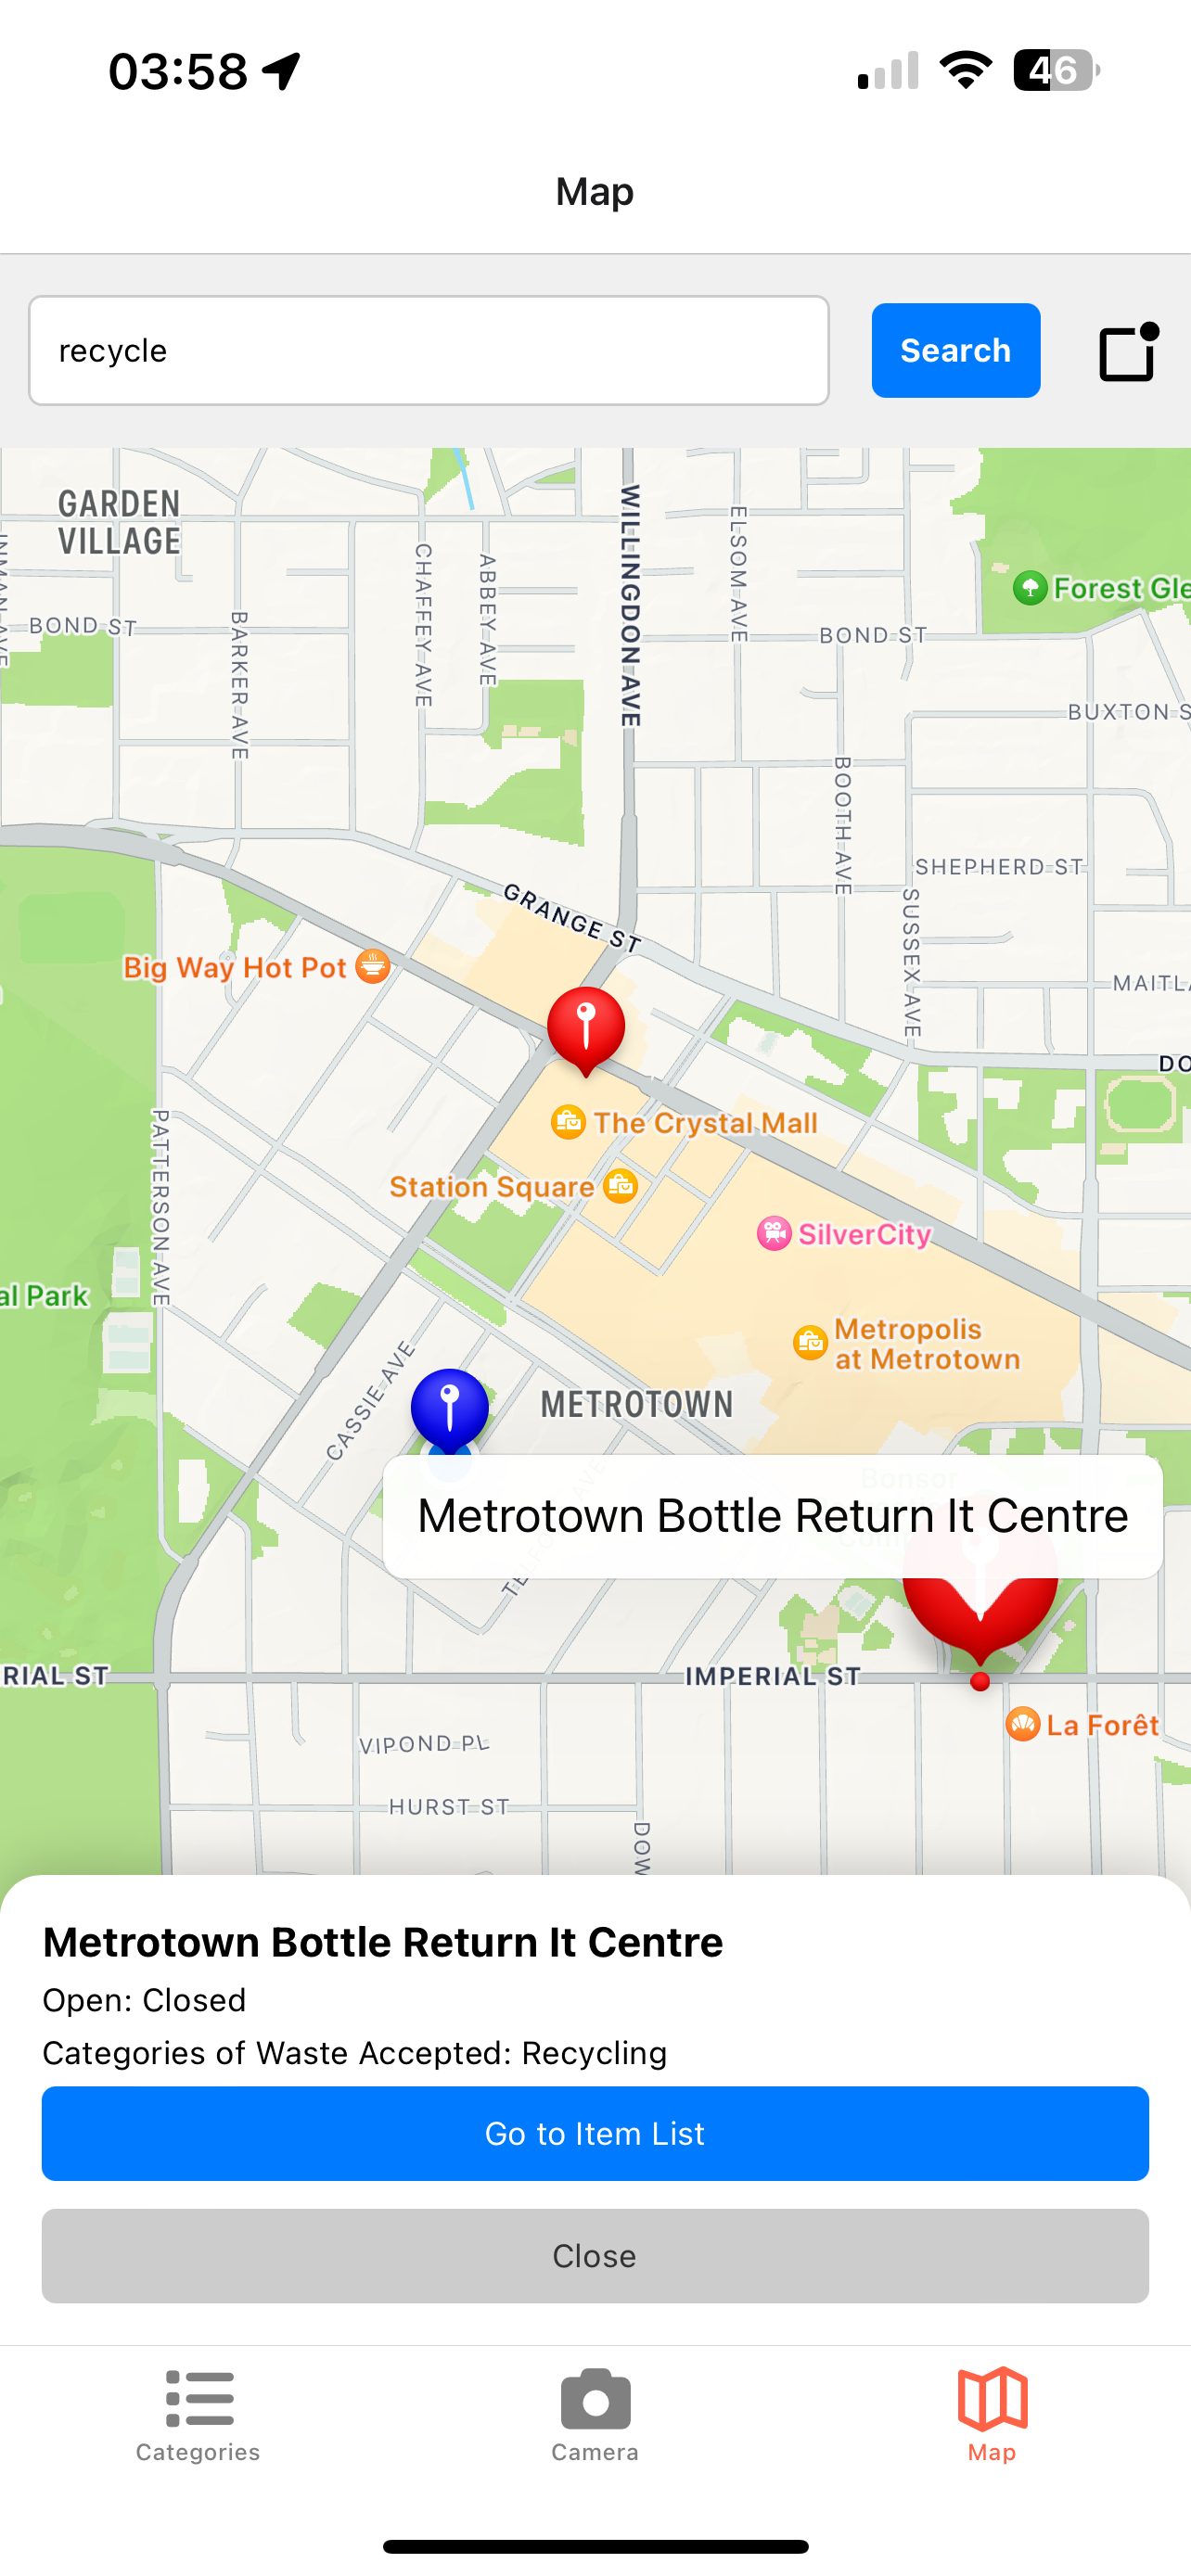 03:58
46
Map
recycle
Search
GARDEN
VILLAGE
WILLINGDON AVE
ELSOM AVE
CHAFFEY AVE
ABBEY AVE
INMAN AVE
Forest Gle
BOND ST
BARKER AVE
BOND ST
BUXTON S
BOOTH AVE
SHEPHERD ST
GRANGE ST
SUSSEX AVE
Big Way Hot Pot
MAITLA
DO
PATTERSON AVE
The Crystal Mall
Station Square
SilverCity
al Park
Metropolis
at Metrotown
CASSIE AVE
METROTOWN
Bonsor
Metrotown Bottle Return It Centre
RIAL ST
IMPERIAL ST
La Forêt
VIPOND PL
HURST ST
DOW
Metrotown Bottle Return It Centre
Open: Closed
Categories of Waste Accepted: Recycling
Go to Item List
Close
Categories
Camera
Map